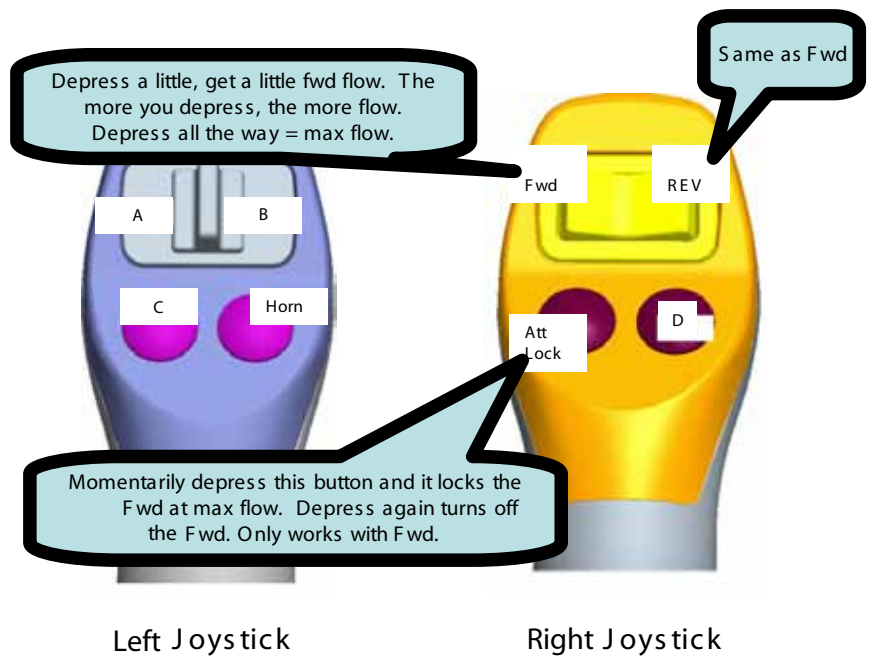 Same as Fwd
Depress a little, get a little fwd flow. The
more you depress, the more flow.
Depress all the way = max flow.
Fwd
REV
A
B
C
Horn
Att
Lock
D
Momentarily depress this button and it locks the
Fwd at max flow. Depress again turns off
the Fwd. Only works with Fwd.
Left Joystick
Right Joystick